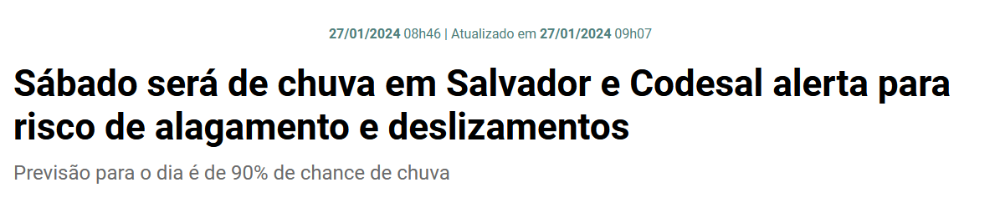 27/01/2024 08h46 | Atualizado em 27/01/2024 09h07
Sábado será de chuva em Salvador e Codesal alerta para
risco de alagamento e deslizamentos
Previsão para o dia é de 90% de chance de chuva